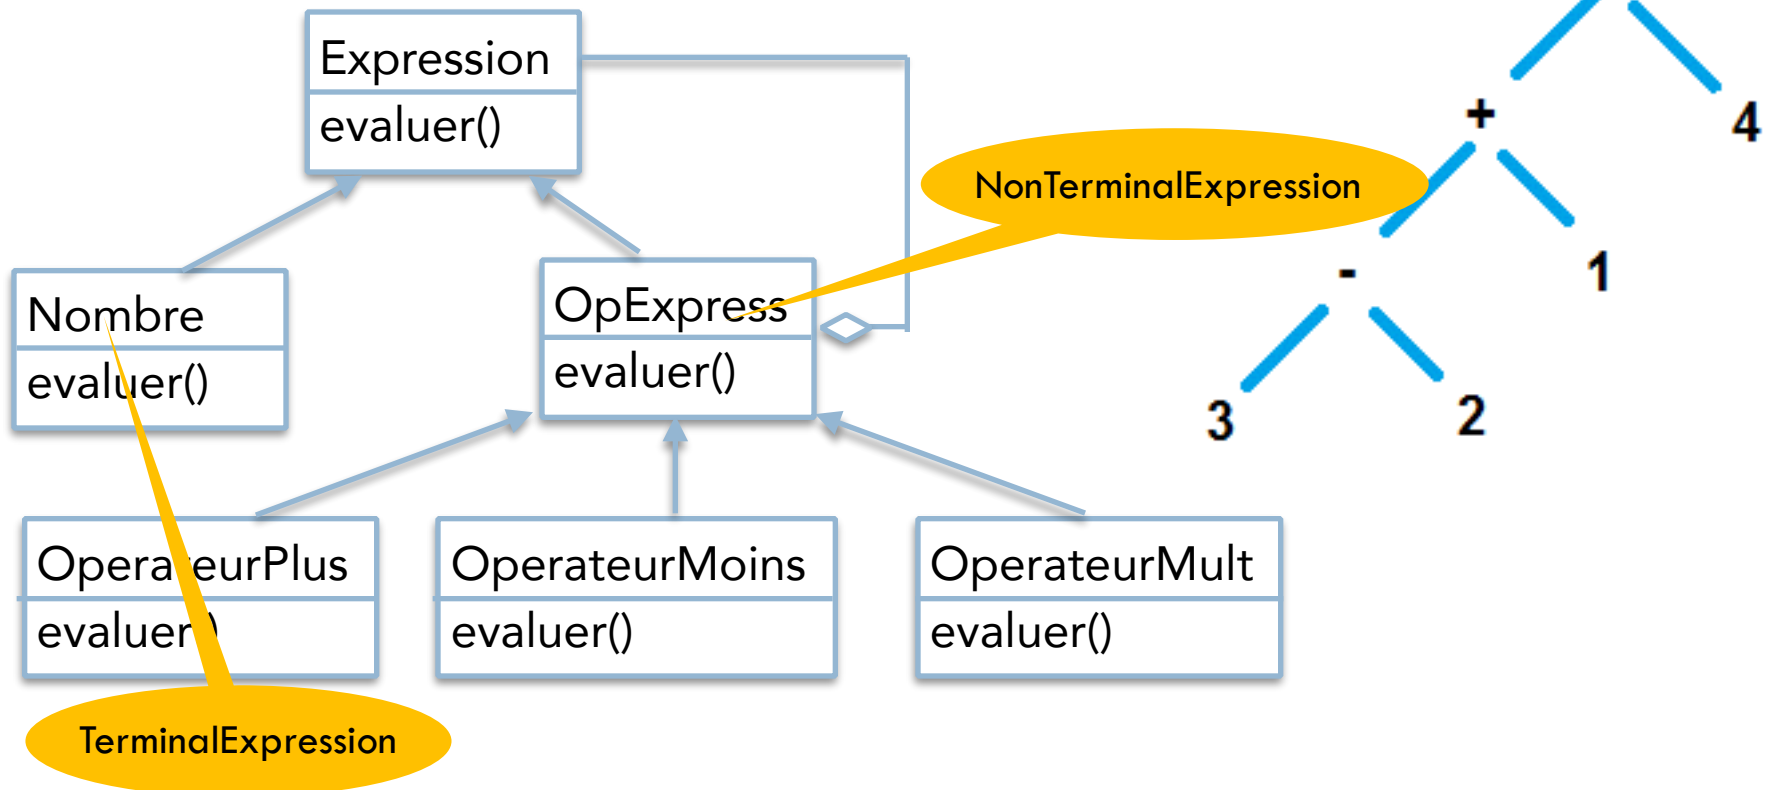 Expression
evaluer()
+
4
NonTerminalExpression
-
1
Nombre
evaluer()
OpExpress
evaluer()
3
2
OperateurPlus
evaluer()
OperateurMoins
evaluer()
OperateurMult
evaluer()
TerminalExpression